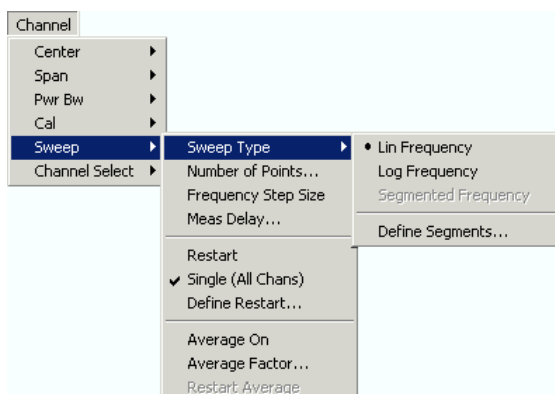 Channel
Center
Span
Pwr Bw
Cal
Sweep
Channel Select
Sweep Type
Number of Points...
Frequency Step Size
Meas Delay...
Restart
Single (All Chans)
Define Restart...
Average On
Average Factor...
Restart Average
Lin Frequency
Log Frequency
Segmented Frequency
Define Segments...